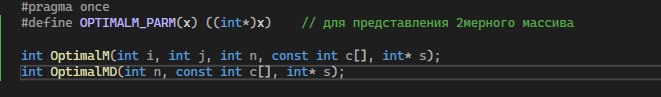 #pragma once
#define OPTIMALM_PARM(x) ((int*)x)    // для представления 2мерного массива
int OptimalM(int i, int j, int n, const int c[], int* s);
int OptimalMD(int n, const int c[], int* s);